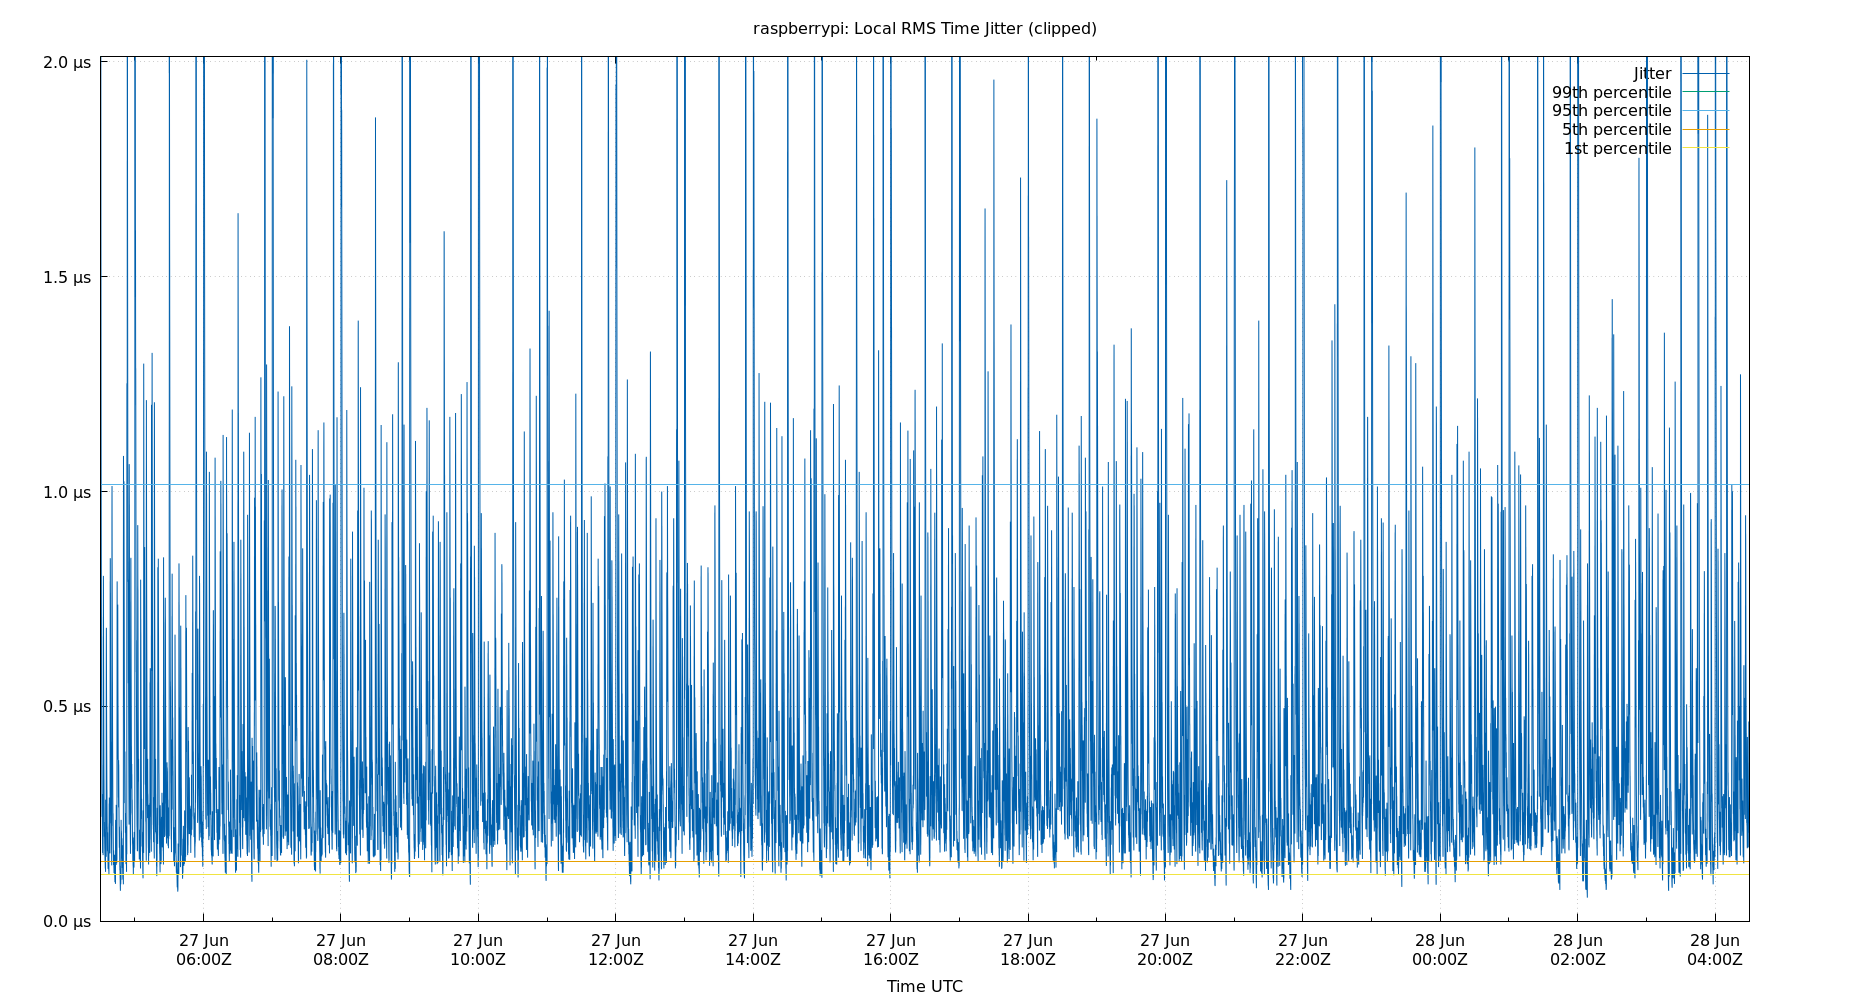 raspberrypi: Local RMS Time Jitter (clipped)
2.0 µs
1.5 µs
1.0 µs
0.5 µs
0.0 µs
Jitter
99th percentile
95th percentile
5th percentile
1st percentile
27 Jun
06:00Z
27 Jun
08:00Z
27 Jun
10:00Z
27 Jun
12:00Z
27 Jun
14:00Z
27 Jun
16:00Z
27 Jun
18:00Z
27 Jun
20:00Z
27 Jun
22:00Z
28 Jun
00:00Z
28 Jun
02:00Z
28 Jun
04:00Z
Time UTC